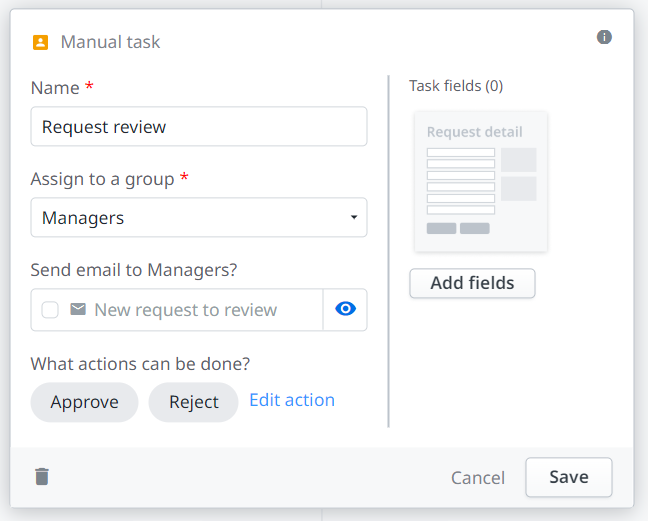 Manual task
Name *
Request review
Assign to a group *
Managers
Send email to Managers?
New request to review
What actions can be done?
Approve
Reject
Edit action
Task fields (0)
Request detail
Add fields
Cancel
Save